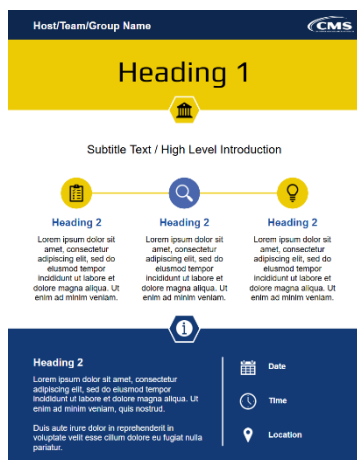 Host/Team/Group Name
CMS
Heading 1
Subtitle Text / High Level Introduction
Heading 2
Lorem ipsum dolor sit
amet, consectetur
adipiscing elit, sed do
eiusmod tempor
incididunt ut labore et
dolore magna aliqua. Ut
enim ad minim veniam.
Heading 2
Lorem ipsum dolor sit
amet, consectetur
adipiscing elit, sed do
eiusmod tempor
incididunt ut labore et
dolore magna aliqua. Ut
enim ad minim veniam.
Heading 2
Lorem ipsum dolor sit
amet, consectetur
adipiscing elit, sed do
eiusmod tempor
incididunt ut labore et
dolore magna aliqua. Ut
enim ad minim veniam.
Heading 2
Lorem ipsum dolor sit amet, consectetur
adipiscing elit, sed do eiusmod tempor
incididunt ut labore et dolore magna aliqua. Ut
enim ad minim veniam, quis nostrud.
Duis aute irure dolor in reprehenderit in
voluptate velit esse cillum dolore eu fugiat nulla
pariatur.
Date
Time
Location